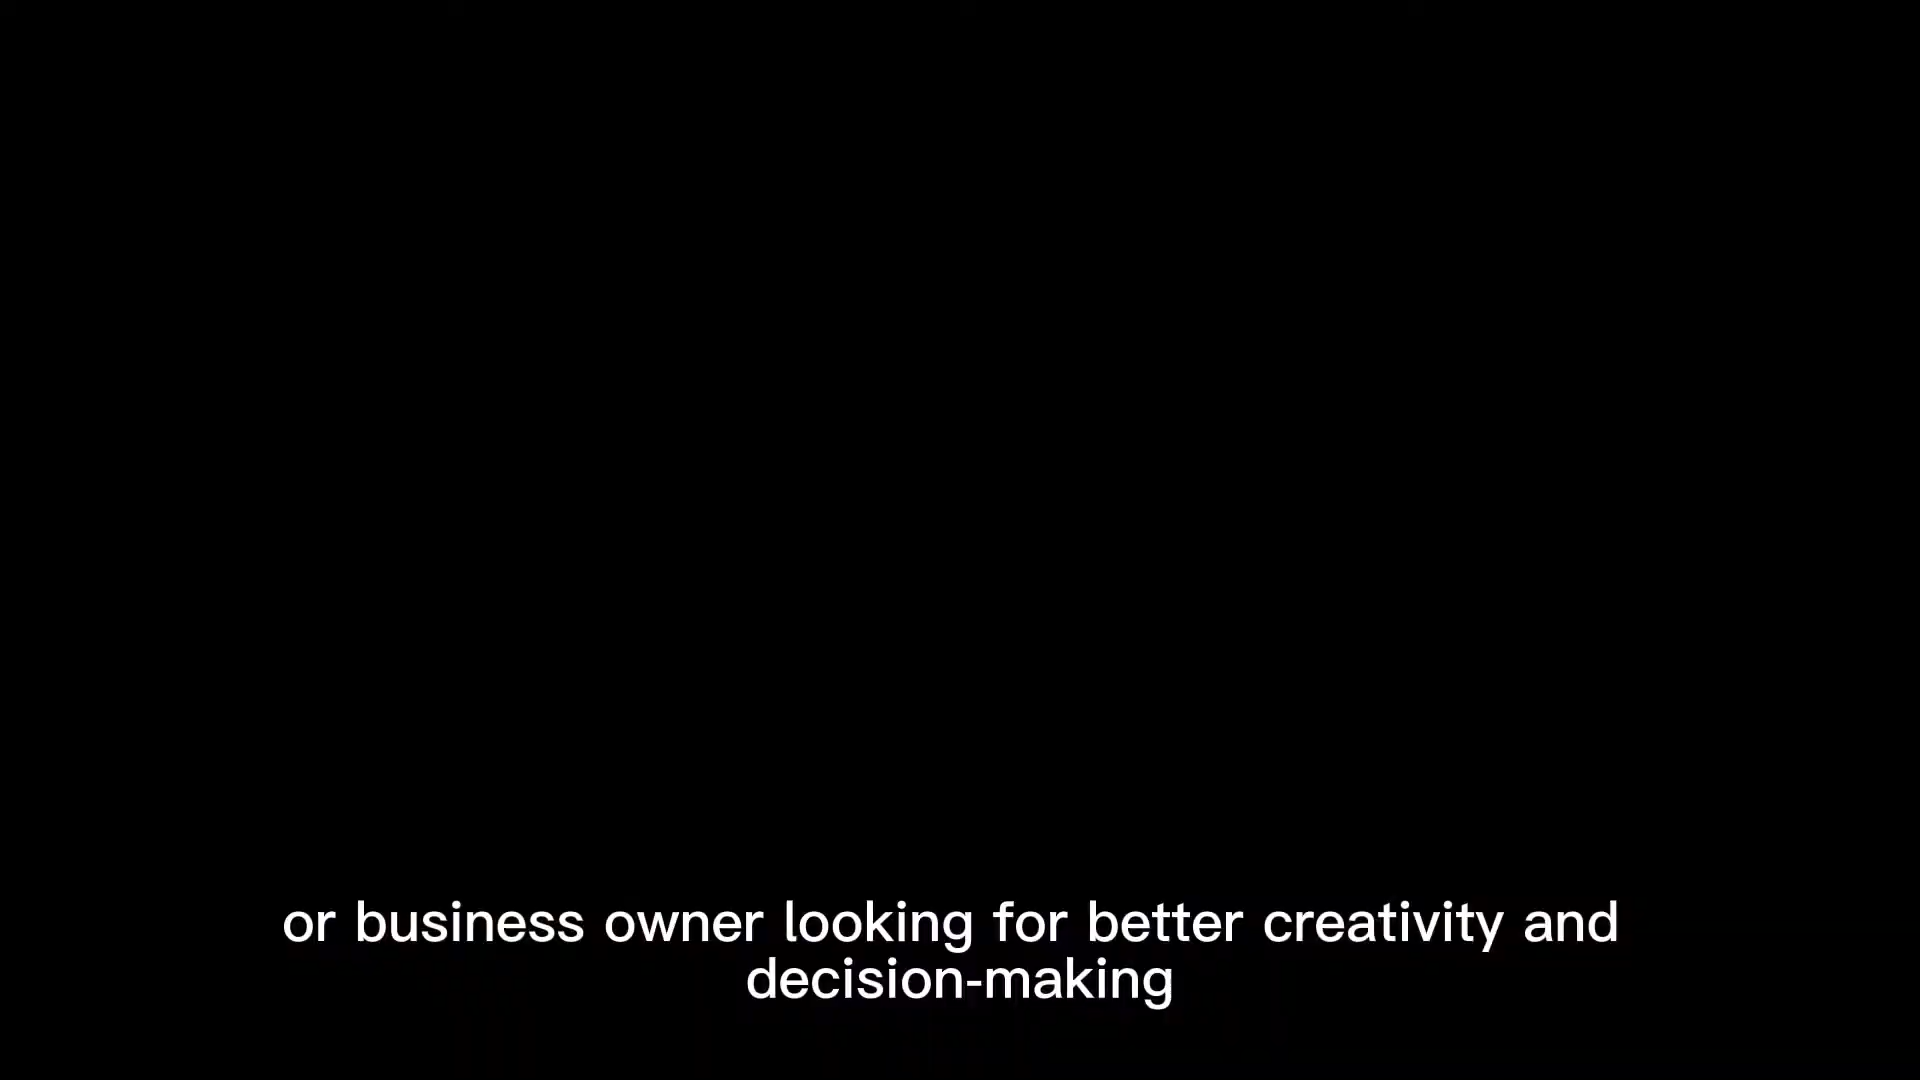 or business owner looking for better creativity and
decision-making